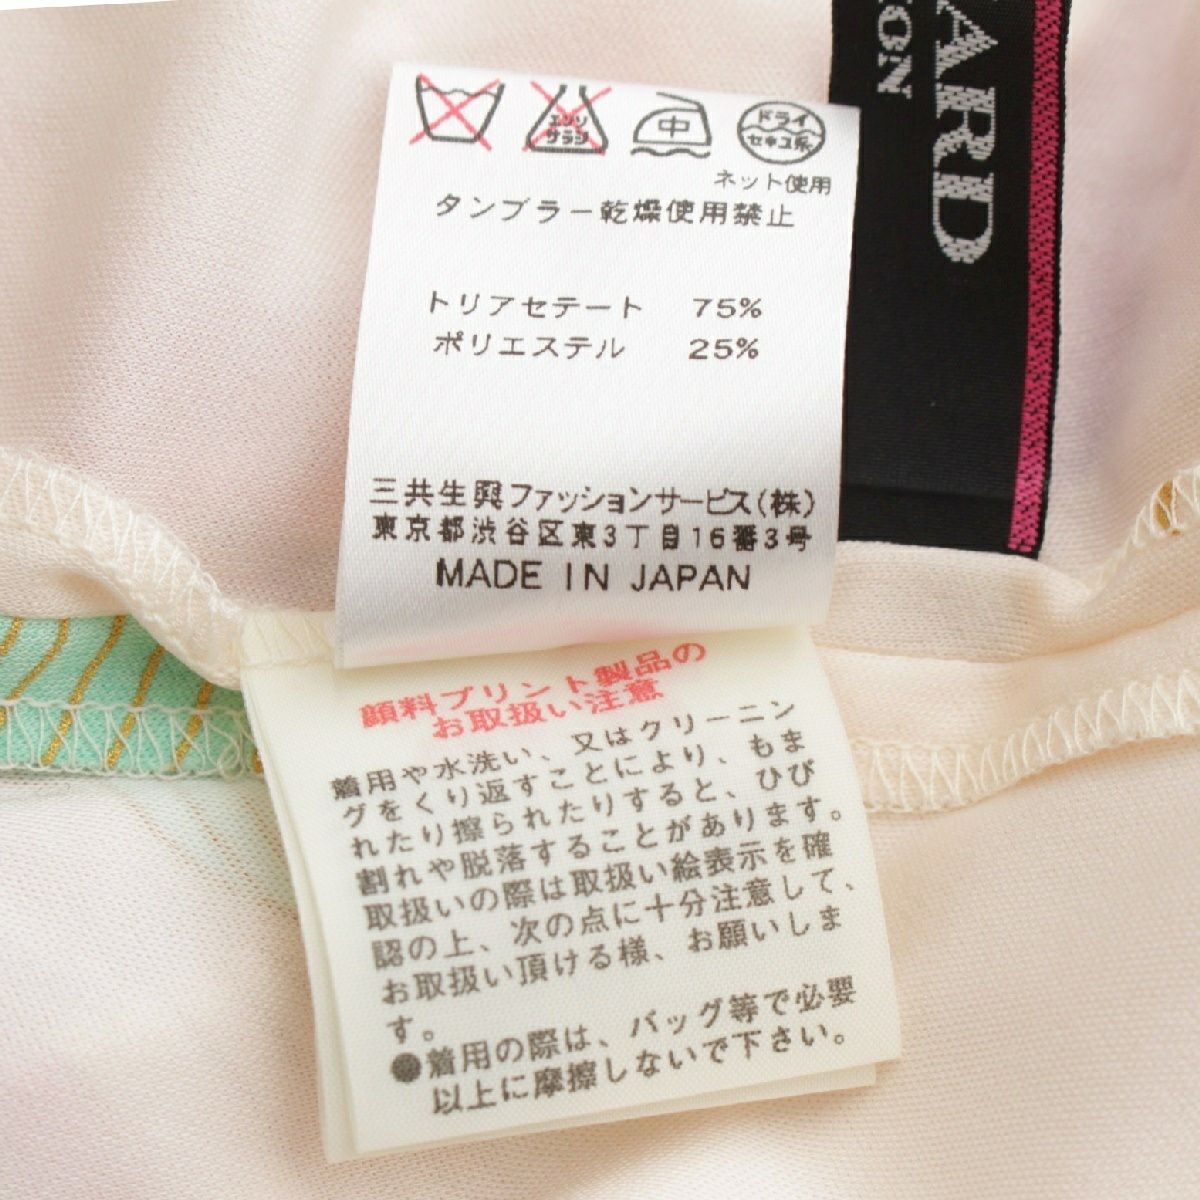 エンソ
サラシ
中
ドライ
セキユ系
ネット使用
タンブラー乾燥使用禁止
トリアセテート 75%
ポリエステル 25%
三共生興ファッションサービス(株)
東京都渋谷区東3丁目16番3号
MADE IN JAPAN
顔料プリント製品の
お取扱い注意
着用や水洗い、又はクリーニン
グをくり返すことにより、もま
れたり擦られたりすると、ひび
割れや脱落することがあります。
取扱いの際は取扱い絵表示を確
認の上、次の点に十分注意して、
お取扱い頂ける様、お願いしま
す。
●着用の際は、バッグ等で必要
以上に摩擦しないで下さい。
ARD
ON